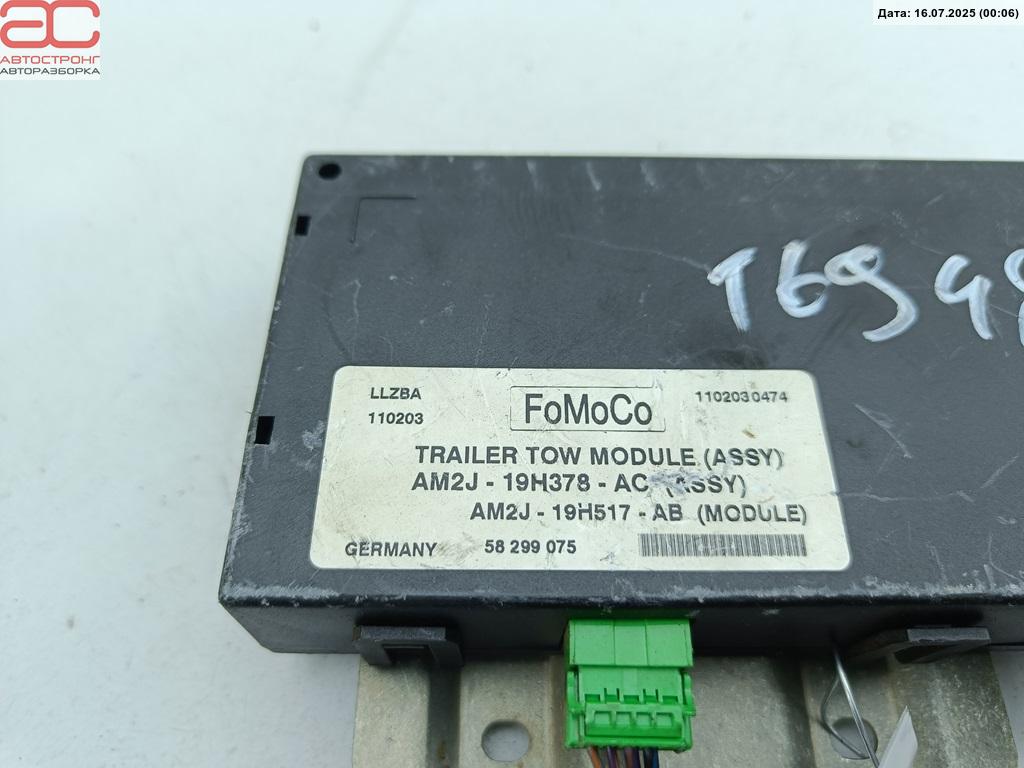 АВТОСТРОНГ
АВТОРАЗБОРКА
Дата: 16.07.2025 (00:06)
T6948
LLZBA
110203
FoMoCo
1102030474
TRAILER TOW MODULE (ASSY)
AM2J - 19H378 - AC (ASSY)
AM2J - 19H517 - AB (MODULE)
GERMANY
58 299 075